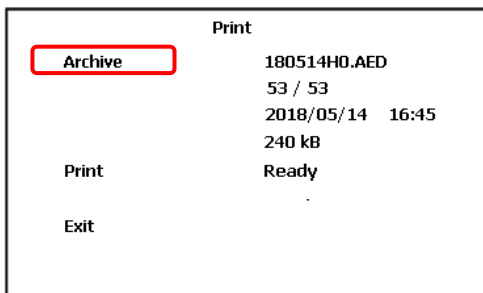 Print
Archive 180514H0.AED
53 / 53
2018/05/14 16:45
240 kB
Print Ready
.
Exit